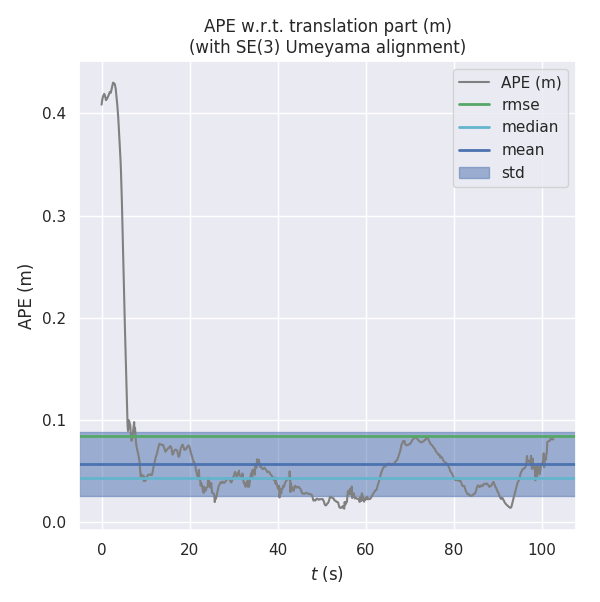 APE w.r.t. translation part (m)
(with SE(3) Umeyama alignment)
APE (m)
rmse
median
mean
std
0.4
0.3
0.2
0.1
0.0
APE (m)
0
20
40
60
80
100
t (s)